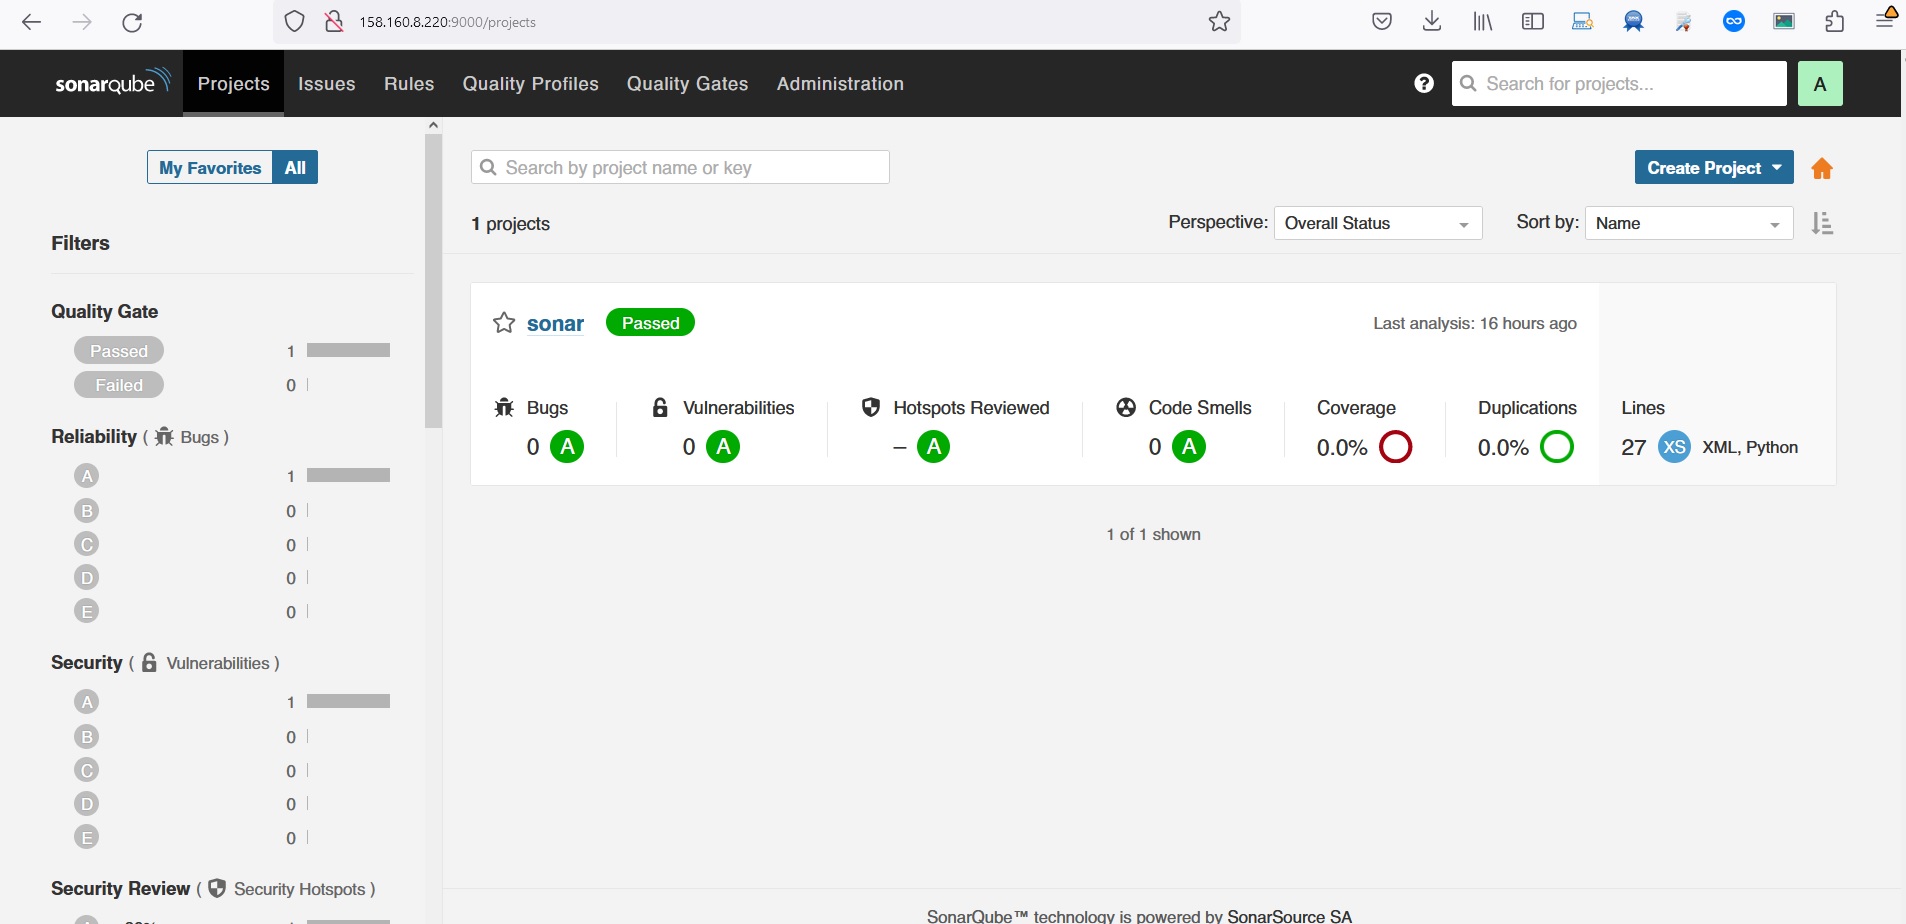 158.160.8.220:9000/projects
sonarqube Projects Issues Rules Quality Profiles Quality Gates Administration ? Search for projects... A
My Favorites All
Search by project name or key
Create Project
1 projects
Perspective: Overall Status
Sort by: Name
Filters
Quality Gate
Passed 1
Failed 0
Reliability ( Bugs )
A 1
B 0
C 0
D 0
E 0
Security ( Vulnerabilities )
A 1
B 0
C 0
D 0
E 0
Security Review ( Security Hotspots )
sonar Passed
Last analysis: 16 hours ago
Bugs
0 A
Vulnerabilities
0 A
Hotspots Reviewed
– A
Code Smells
0 A
Coverage
0.0%
Duplications
0.0%
Lines
27 XS XML, Python
1 of 1 shown
SonarQube™ technology is powered by SonarSource SA